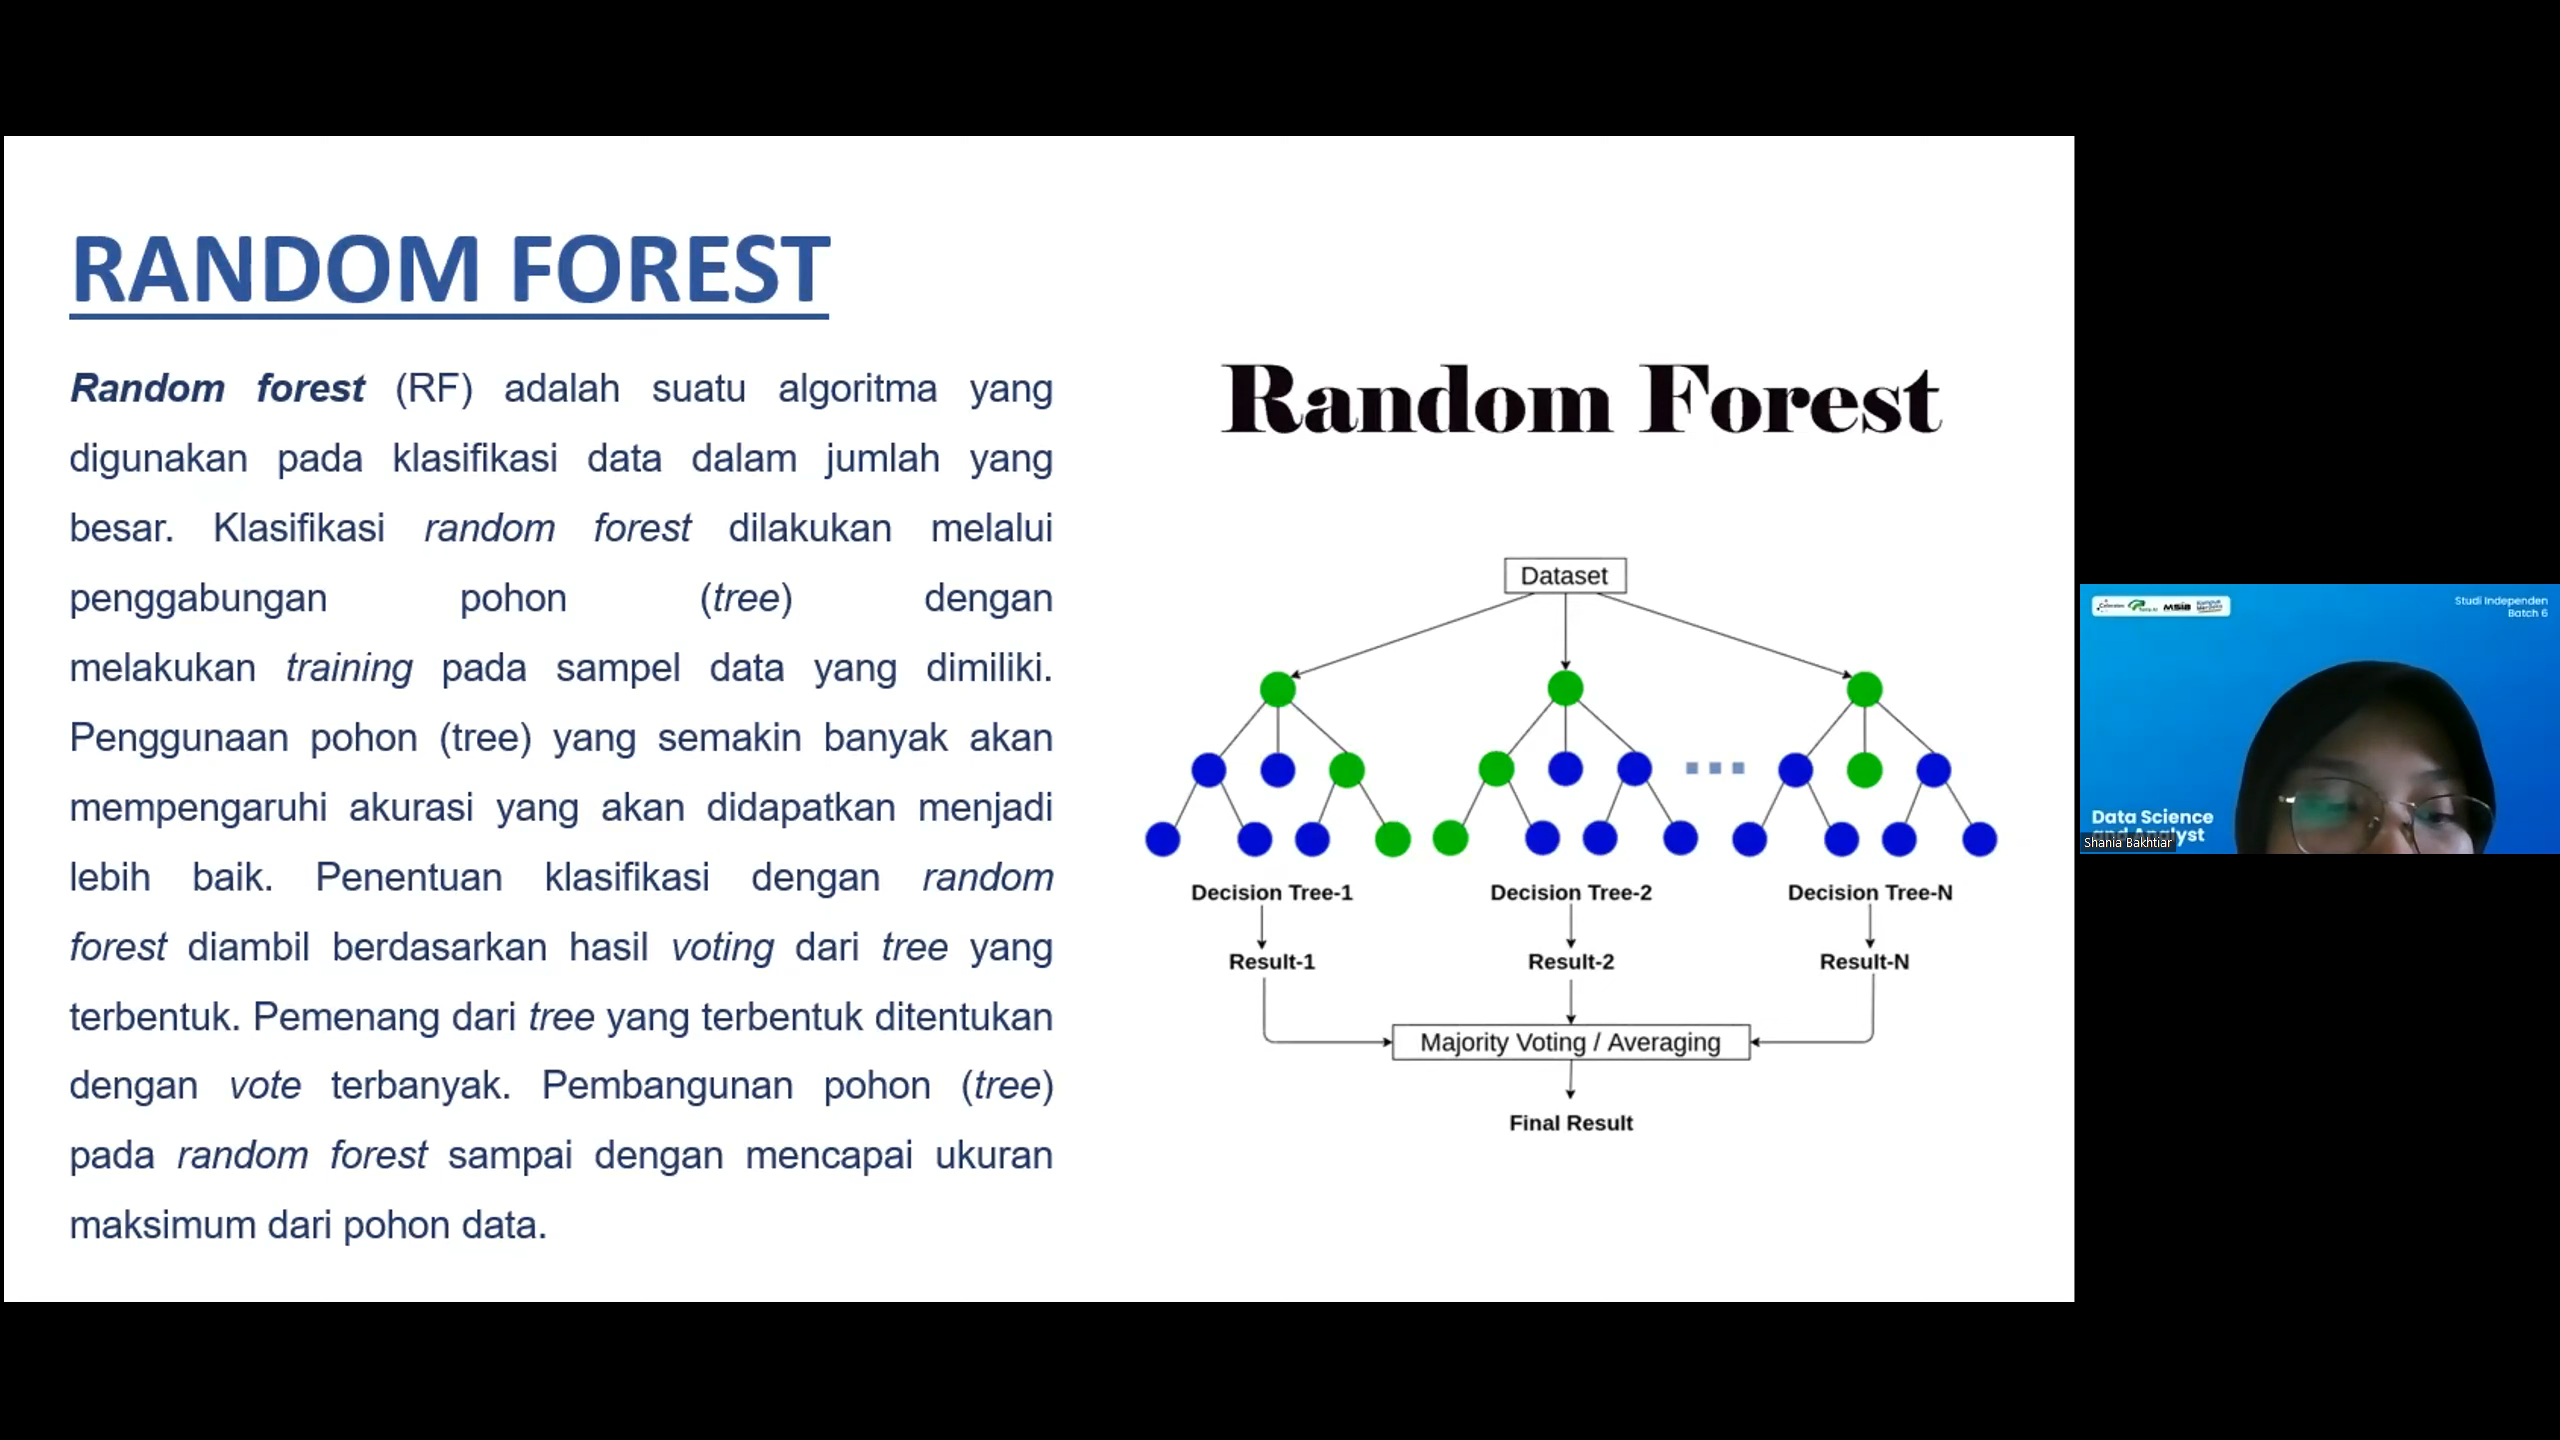 RANDOM FOREST
Random forest (RF) adalah suatu algoritma yang
digunakan pada klasifikasi data dalam jumlah yang
besar. Klasifikasi random forest dilakukan melalui
penggabungan pohon (tree) dengan
melakukan training pada sampel data yang dimiliki.
Penggunaan pohon (tree) yang semakin banyak akan
mempengaruhi akurasi yang akan didapatkan menjadi
lebih baik. Penentuan klasifikasi dengan random
forest diambil berdasarkan hasil voting dari tree yang
terbentuk. Pemenang dari tree yang terbentuk ditentukan
dengan vote terbanyak. Pembangunan pohon (tree)
pada random forest sampai dengan mencapai ukuran
maksimum dari pohon data.
Random Forest
Dataset
Decision Tree-1 Decision Tree-2 Decision Tree-N
Result-1 Result-2 Result-N
Majority Voting / Averaging
Final Result
MSIB
Studi Independen
Batch 6
Data Science
and Analyst
Shania Bakhtiar